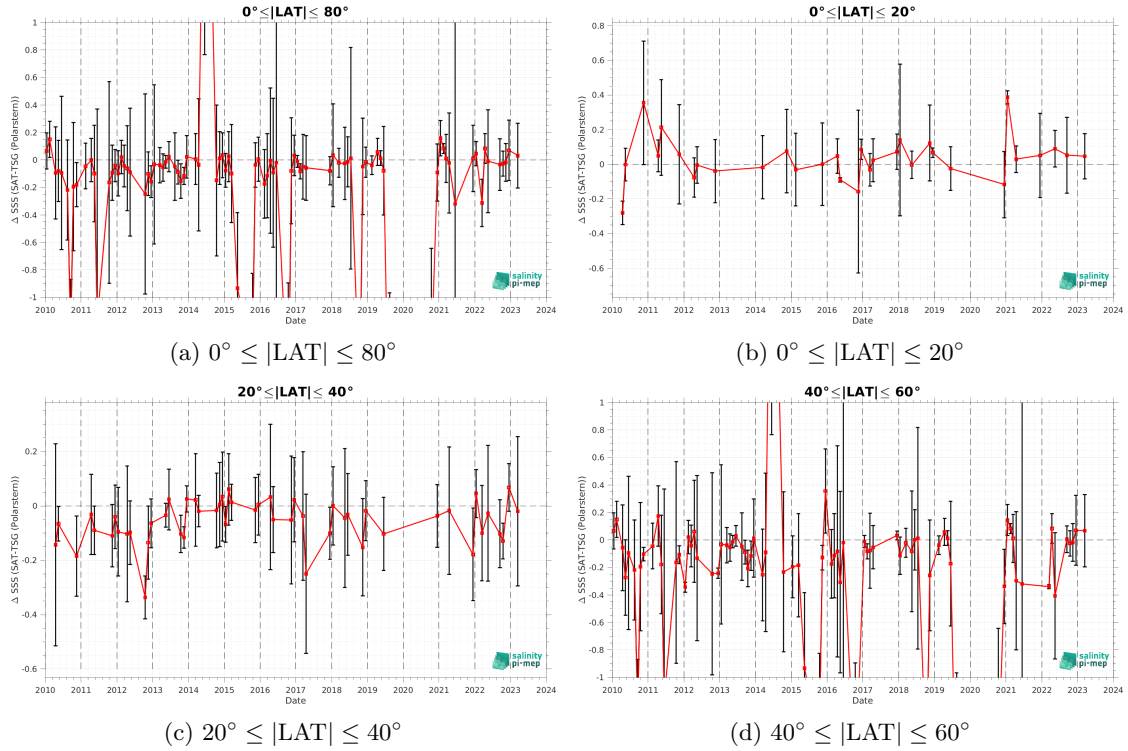 0°≤|LAT|≤ 80°
Δ SSS (SAT-TSG (Polarstern))
1
0.8
0.6
0.4
0.2
0
-0.2
-0.4
-0.6
-0.8
-1
2010 2011 2012 2013 2014 2015 2016 2017 2018 2019 2020 2021 2022 2023 2024
Date
salinity
pi-mep
(a) 0° ≤ |LAT| ≤ 80°
0°≤|LAT|≤ 20°
Δ SSS (SAT-TSG (Polarstern))
0.8
0.6
0.4
0.2
0
-0.2
-0.4
-0.6
2010 2011 2012 2013 2014 2015 2016 2017 2018 2019 2020 2021 2022 2023 2024
Date
salinity
pi-mep
(b) 0° ≤ |LAT| ≤ 20°
20°≤|LAT|≤ 40°
Δ SSS (SAT-TSG (Polarstern))
0.2
0
-0.2
-0.4
-0.6
2010 2011 2012 2013 2014 2015 2016 2017 2018 2019 2020 2021 2022 2023 2024
Date
salinity
pi-mep
(c) 20° ≤ |LAT| ≤ 40°
40°≤|LAT|≤ 60°
Δ SSS (SAT-TSG (Polarstern))
1
0.8
0.6
0.4
0.2
0
-0.2
-0.4
-0.6
-0.8
-1
2010 2011 2012 2013 2014 2015 2016 2017 2018 2019 2020 2021 2022 2023 2024
Date
salinity
pi-mep
(d) 40° ≤ |LAT| ≤ 60°